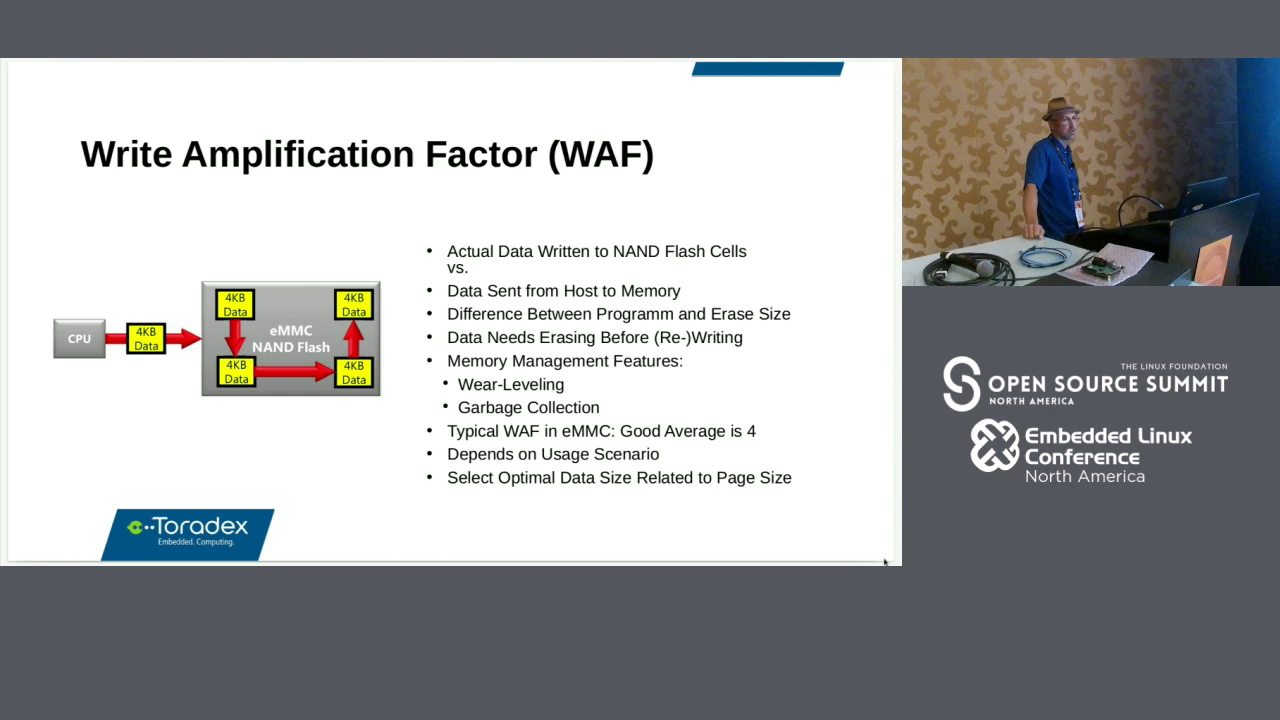 Write Amplification Factor (WAF)
CPU
4KB
Data
4KB
Data
4KB
Data
eMMC
NAND Flash
4KB
Data
4KB
Data
• Actual Data Written to NAND Flash Cells
vs.
• Data Sent from Host to Memory
• Difference Between Programm and Erase Size
• Data Needs Erasing Before (Re-)Writing
• Memory Management Features:
• Wear-Leveling
• Garbage Collection
• Typical WAF in eMMC: Good Average is 4
• Depends on Usage Scenario
• Select Optimal Data Size Related to Page Size
Toradex
Embedded. Computing.
THE LINUX FOUNDATION
OPEN SOURCE SUMMIT
NORTH AMERICA
Embedded Linux
Conference
North America